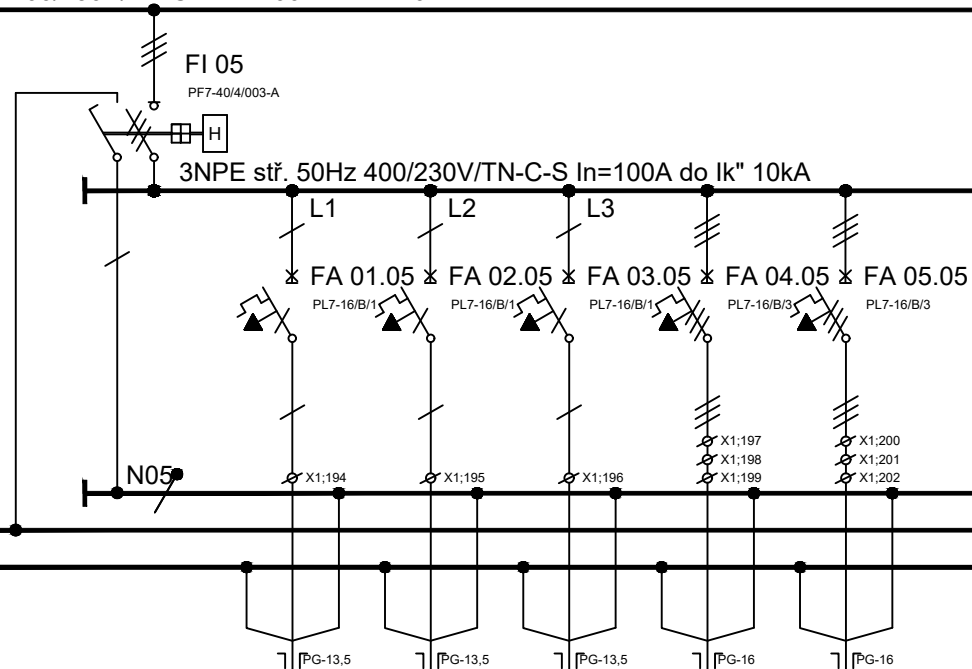 FI 05
PF7-40/4/003-A
H
3NPE stř. 50Hz 400/230V/TN-C-S In=100A do Ik" 10kA
L1 L2 L3
FA 01.05 FA 02.05 FA 03.05 FA 04.05 FA 05.05
PL7-16/B/1 PL7-16/B/1 PL7-16/B/1 PL7-16/B/3 PL7-16/B/3
X1;197 X1;200
X1;198 X1;201
N05 X1;194 X1;195 X1;196 X1;199 X1;202
PG-13,5 PG-13,5 PG-13,5 PG-16 PG-16